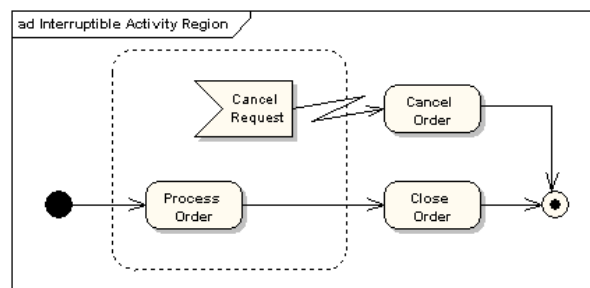 ad Interruptible Activity Region
Cancel
Request
Cancel
Order
Process
Order
Close
Order